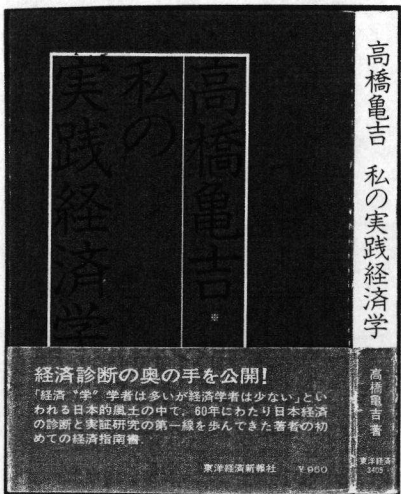 高橋亀吉
私の
実践経済学
※
経済診断の奥の手を公開!
「経済〝学〟学者は多いが経済学者は少ない」とい
われる日本的風土の中で、60年にわたり日本経済
の診断と実証研究の第一線を歩んできた著者の初
めての経済指南書.
東洋経済新報社 ￥960
高橋亀吉 私の実践経済学
高橋亀吉著
東洋経済
3405